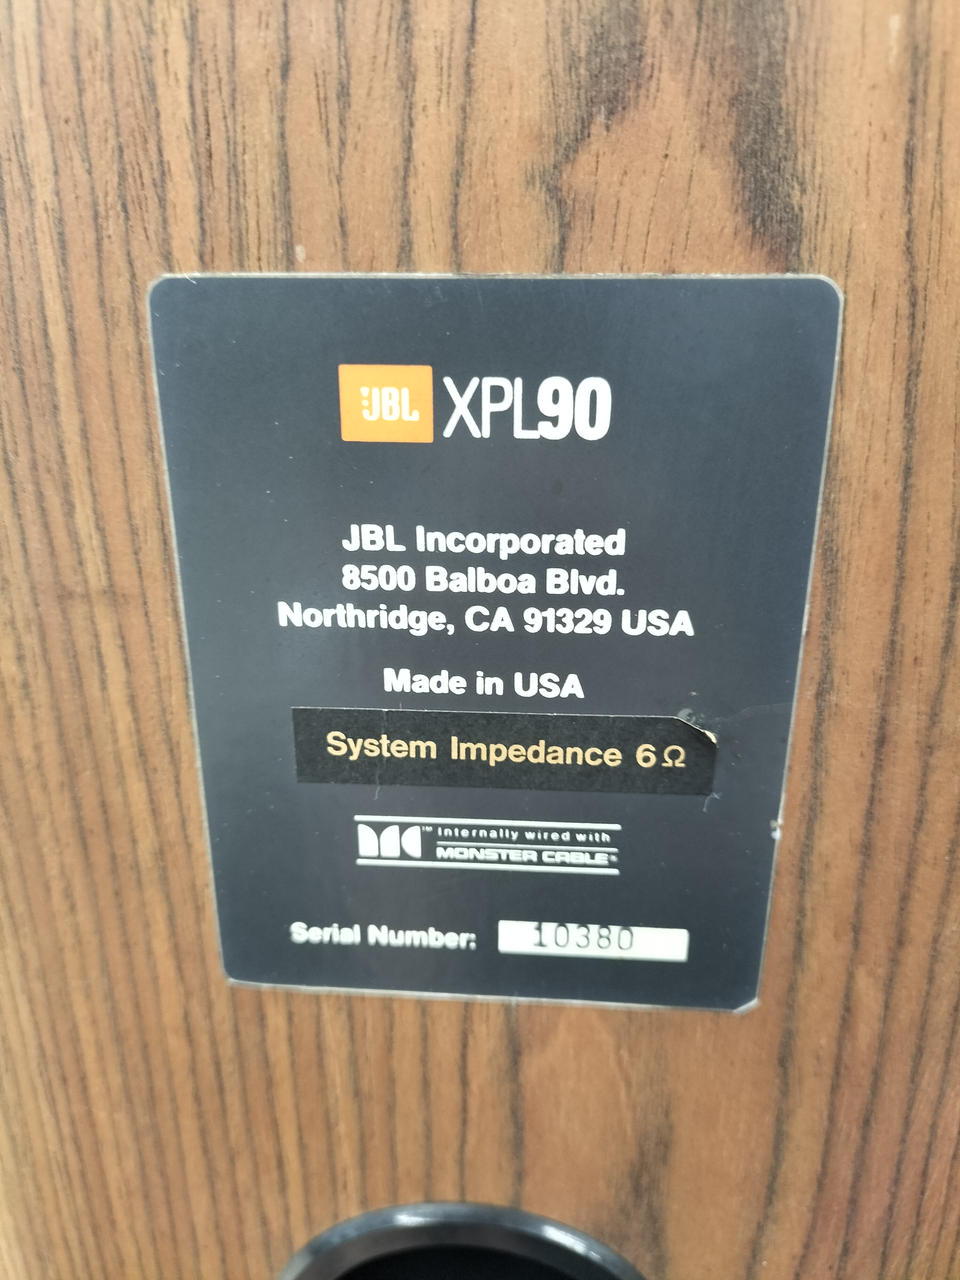 JBL XPL90
JBL Incorporated
8500 Balboa Blvd.
Northridge, CA 91329 USA
Made in USA
System Impedance 6Ω
MC™ Internally wired with
MONSTER CABLE®
Serial Number: 10380